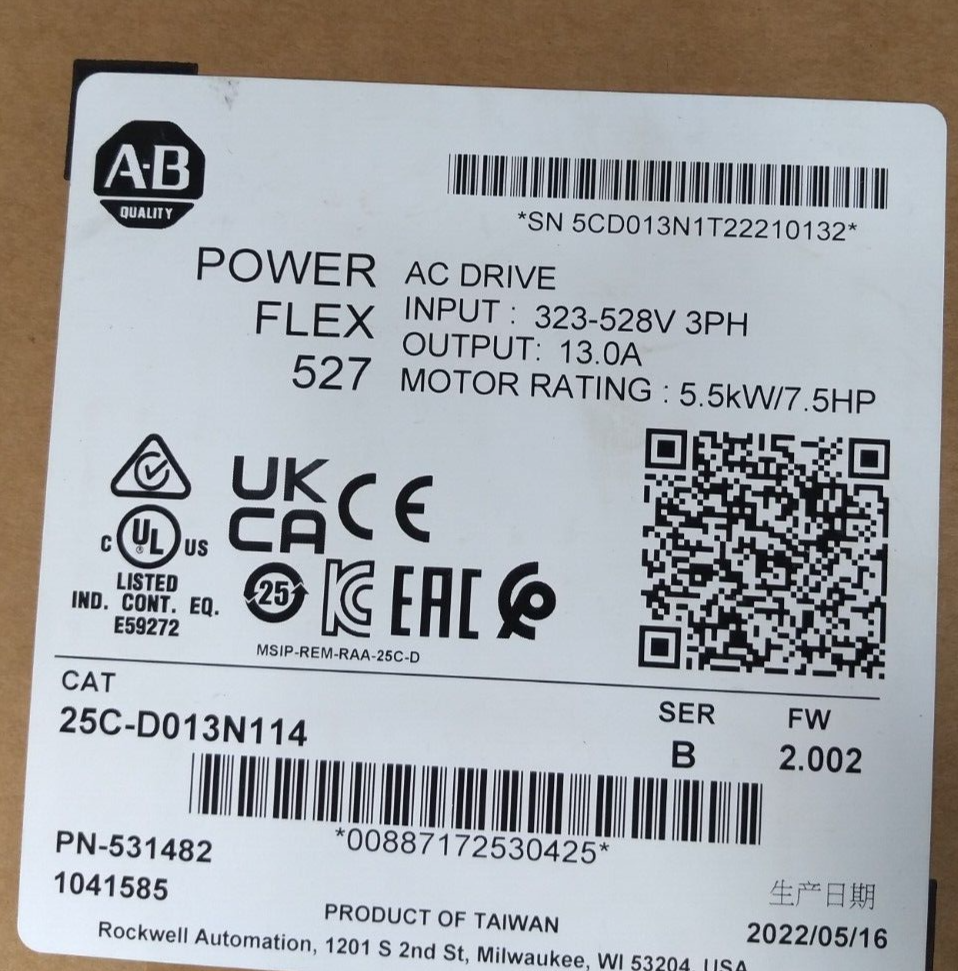 A-B
QUALITY
*SN 5CD013N1T22210132*
POWER
FLEX
527
AC DRIVE
INPUT : 323-528V 3PH
OUTPUT: 13.0A
MOTOR RATING : 5.5kW/7.5HP
UK
CA
CE
C UL US
®
LISTED
IND. CONT. EQ.
E59272
25
KC
EAC
MSIP-REM-RAA-25C-D
CAT
25C-D013N114
SER
B
FW
2.002
*00887172530425*
PN-531482
1041585
PRODUCT OF TAIWAN
生产日期
2022/05/16
Rockwell Automation, 1201 S 2nd St, Milwaukee, WI 53204 USA